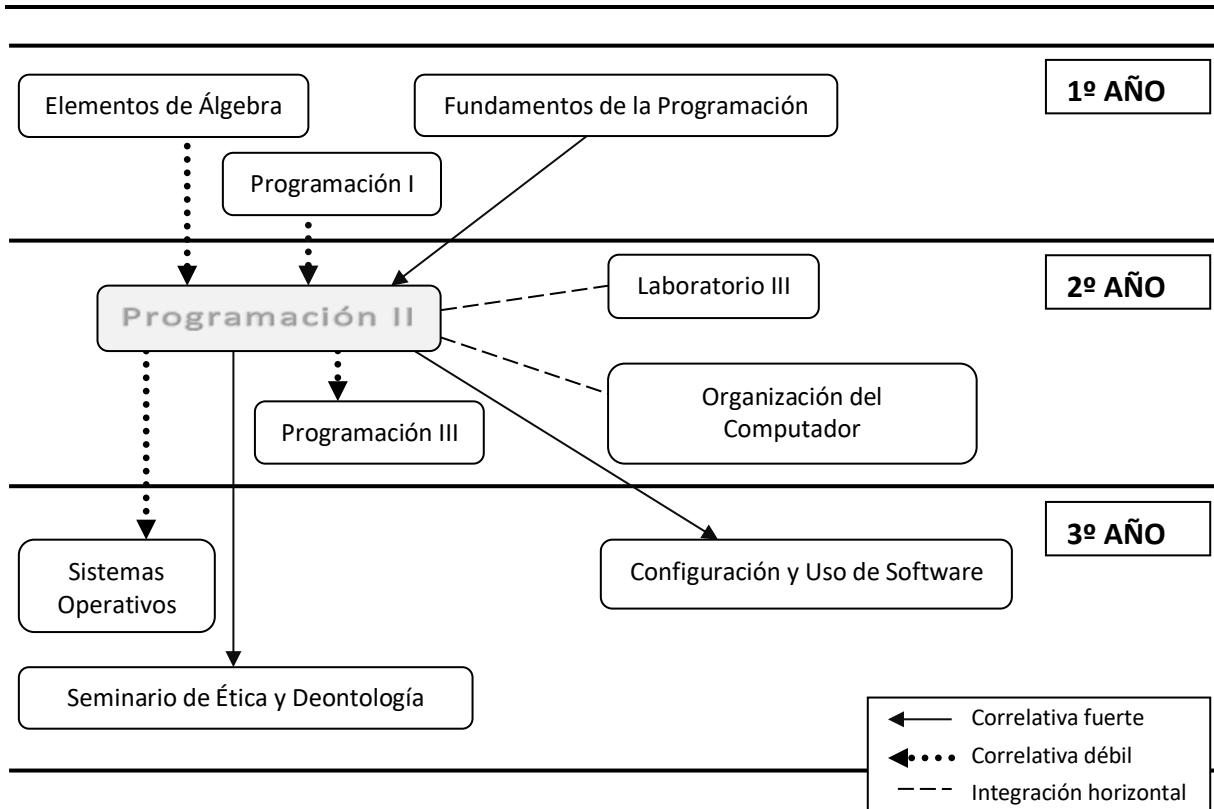 1º AÑO
Elementos de Álgebra
Fundamentos de la Programación
Programación I
2º AÑO
Laboratorio III
Programación II
Organización del
Computador
Programación III
3º AÑO
Sistemas
Operativos
Configuración y Uso de Software
Seminario de Ética y Deontología
Correlativa fuerte
Correlativa débil
Integración horizontal